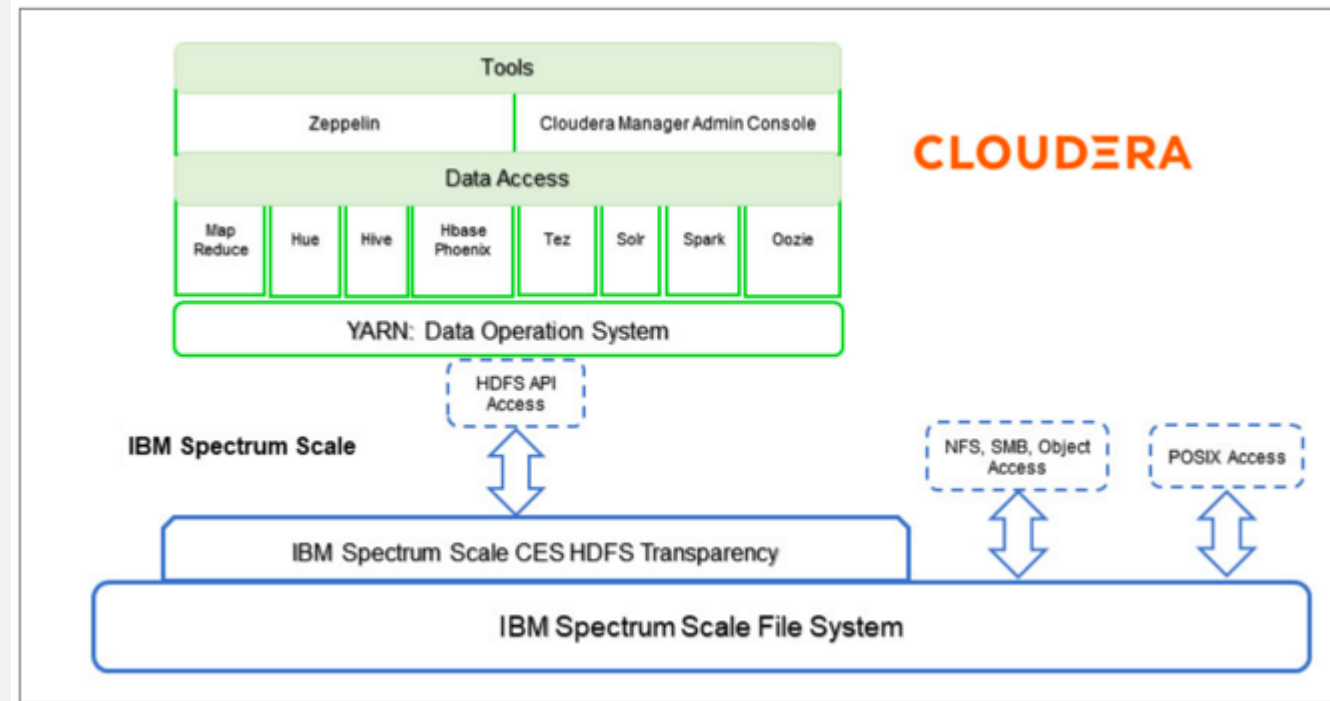 Tools
Zeppelin
Cloudera Manager Admin Console
CLOUDERA
Data Access
Map
Reduce
Hue
Hive
Hbase
Phoenix
Tez
Solr
Spark
Oozie
YARN: Data Operation System
HDFS API
Access
IBM Spectrum Scale
NFS, SMB, Object
Access
POSIX Access
IBM Spectrum Scale CES HDFS Transparency
IBM Spectrum Scale File System